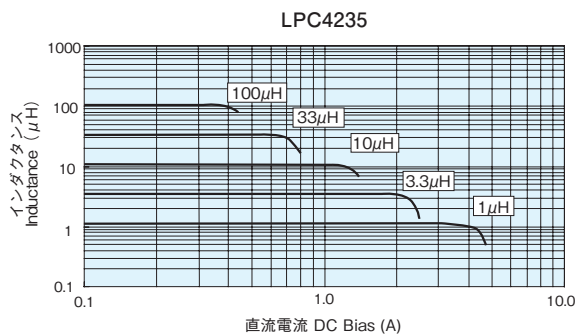 LPC4235
インダクタンス
Inductance (μH)
1000
100
10
1
0.1
100μH
33μH
10μH
3.3μH
1μH
0.1
1.0
10.0
直流電流 DC Bias (A)